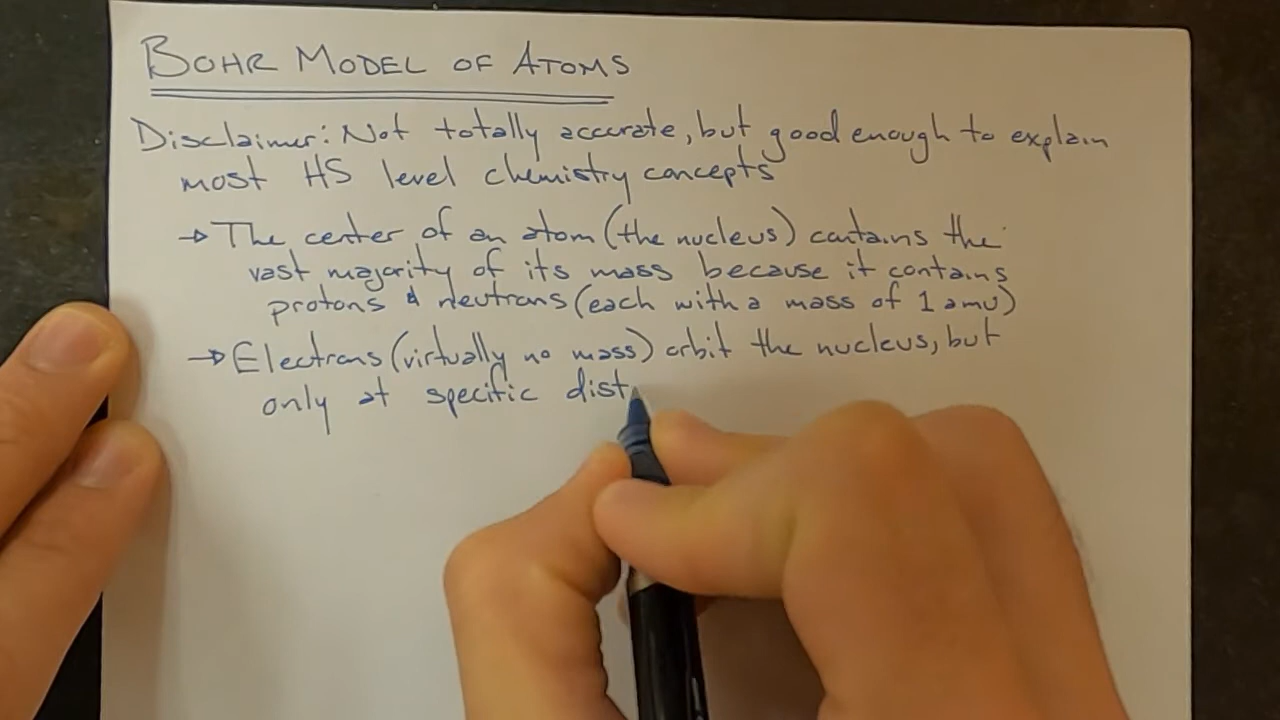 BOHR MODEL OF ATOMS
Disclaimer: Not totally accurate, but good enough to explain
most HS level chemistry concepts
→ The center of an atom (the nucleus) contains the
vast majority of its mass because it contains
protons & neutrons (each with a mass of 1 amu)
→ Electrons (virtually no mass) orbit the nucleus, but
only at specific dist